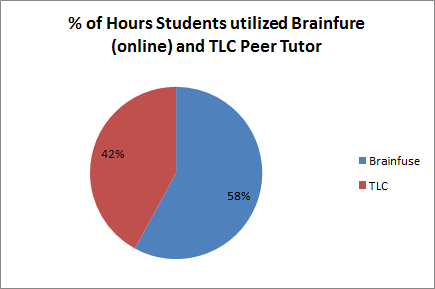 % of Hours Students utilized Brainfure
(online) and TLC Peer Tutor
42%
58%
Brainfuse
TLC